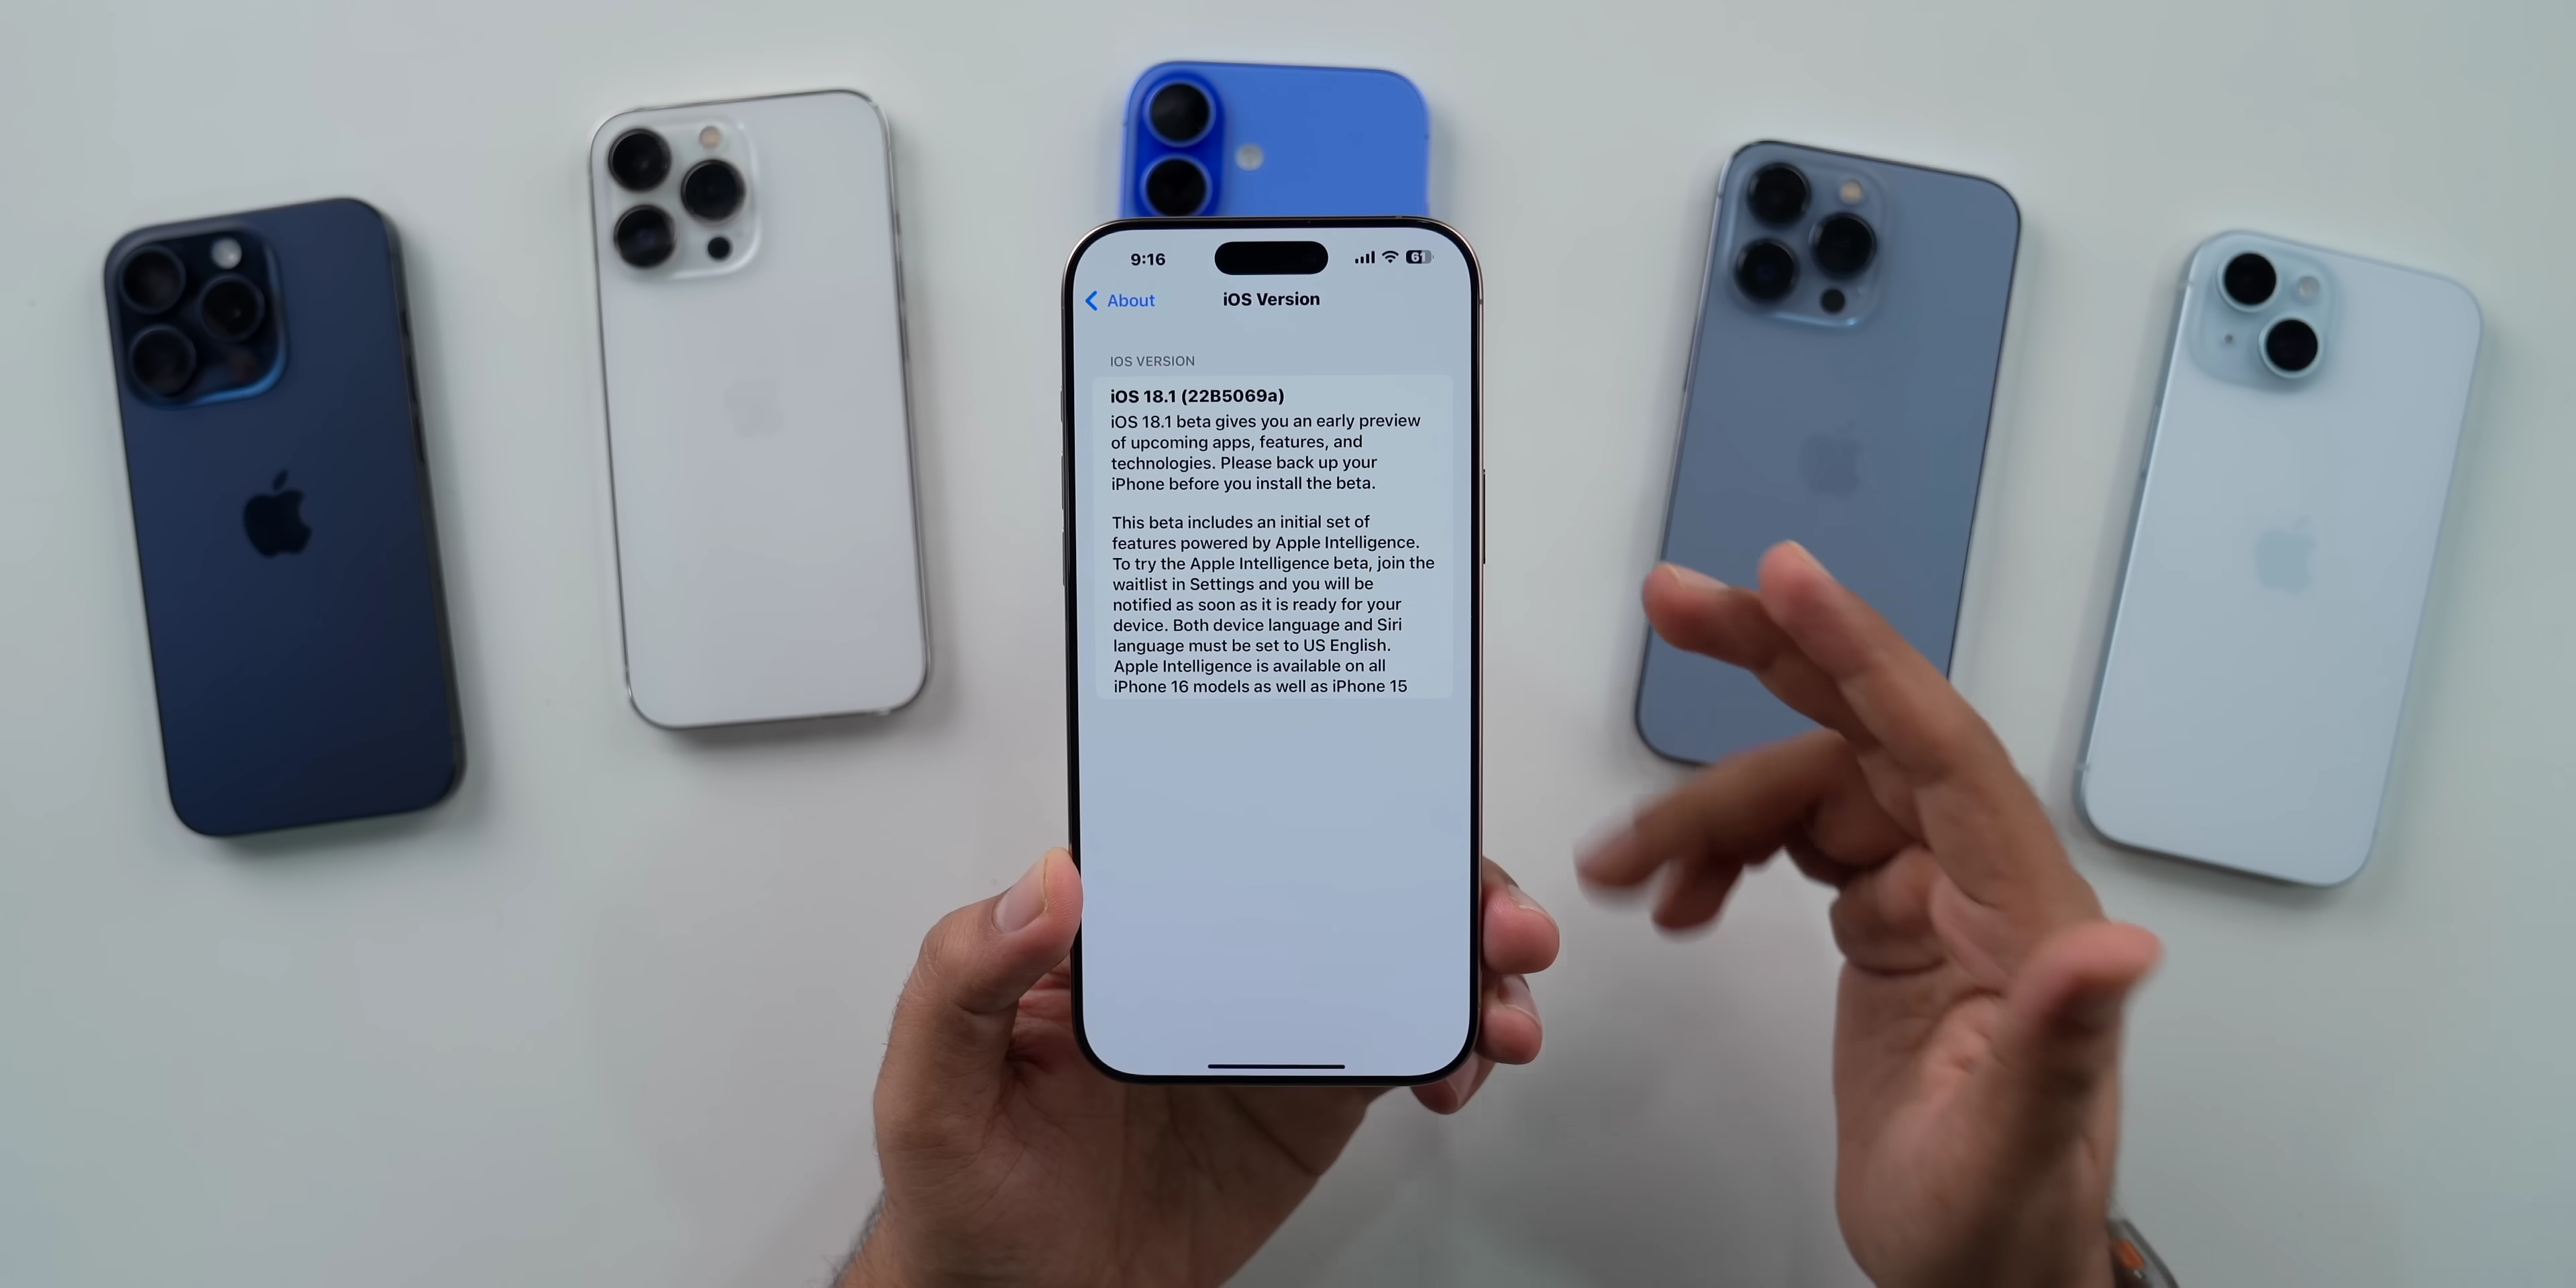 9:16
61
About
iOS Version
IOS VERSION
iOS 18.1 (22B5069a)
iOS 18.1 beta gives you an early preview
of upcoming apps, features, and
technologies. Please back up your
iPhone before you install the beta.
This beta includes an initial set of
features powered by Apple Intelligence.
To try the Apple Intelligence beta, join the
waitlist in Settings and you will be
notified as soon as it is ready for your
device. Both device language and Siri
language must be set to US English.
Apple Intelligence is available on all
iPhone 16 models as well as iPhone 15